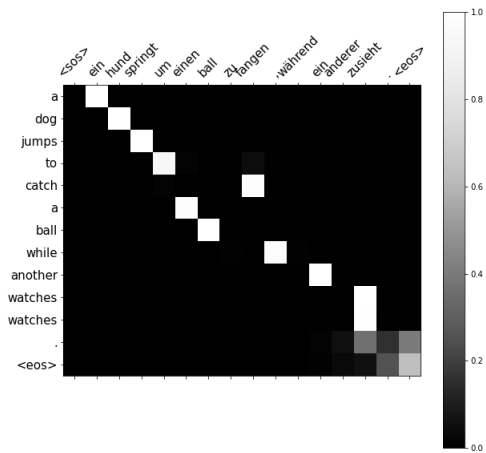 <sos> ein hund springt um einen ball zu fangen , während ein anderer zusieht . <eos>
a
dog
jumps
to
catch
a
ball
while
another
watches
watches
.
<eos>
1.0
0.8
0.6
0.4
0.2
0.0